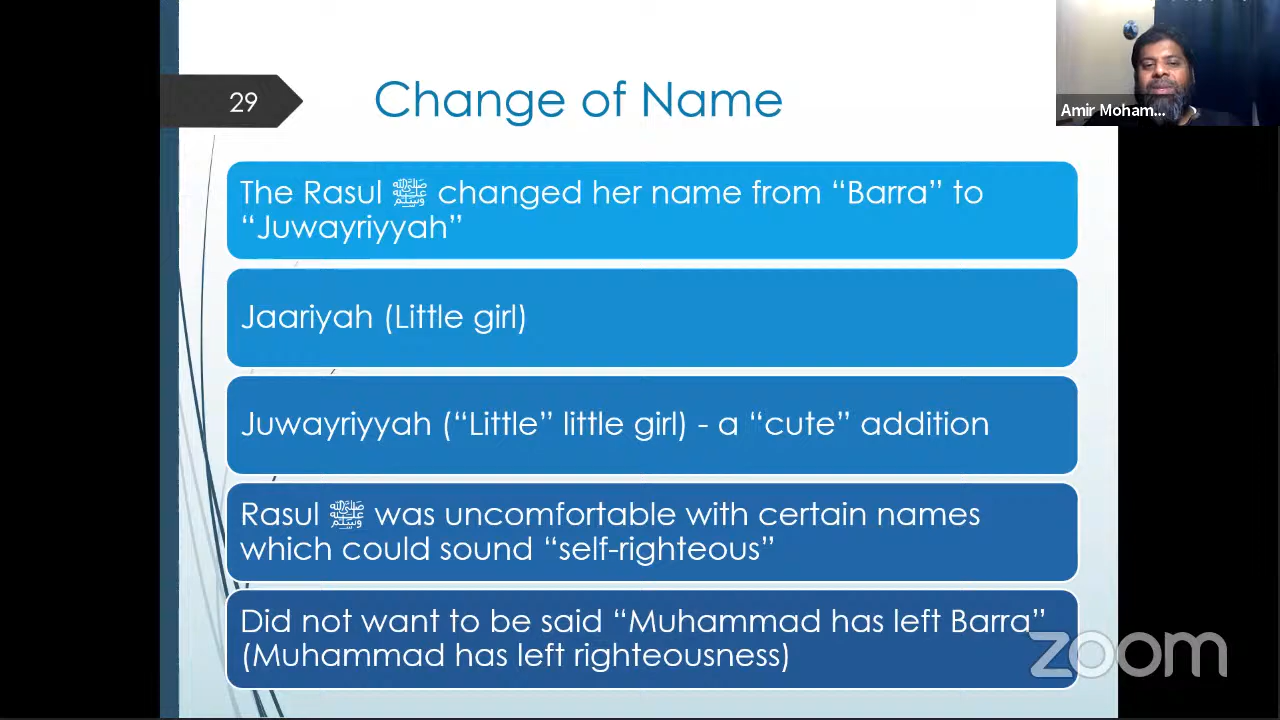 29
Change of Name
Amir Moham...
The Rasul ﷺ changed her name from “Barra” to
“Juwayriyyah”
Jaariyah (Little girl)
Juwayriyyah (“Little” little girl) - a “cute” addition
Rasul ﷺ was uncomfortable with certain names
which could sound “self-righteous”
Did not want to be said “Muhammad has left Barra”
(Muhammad has left righteousness)
zoom